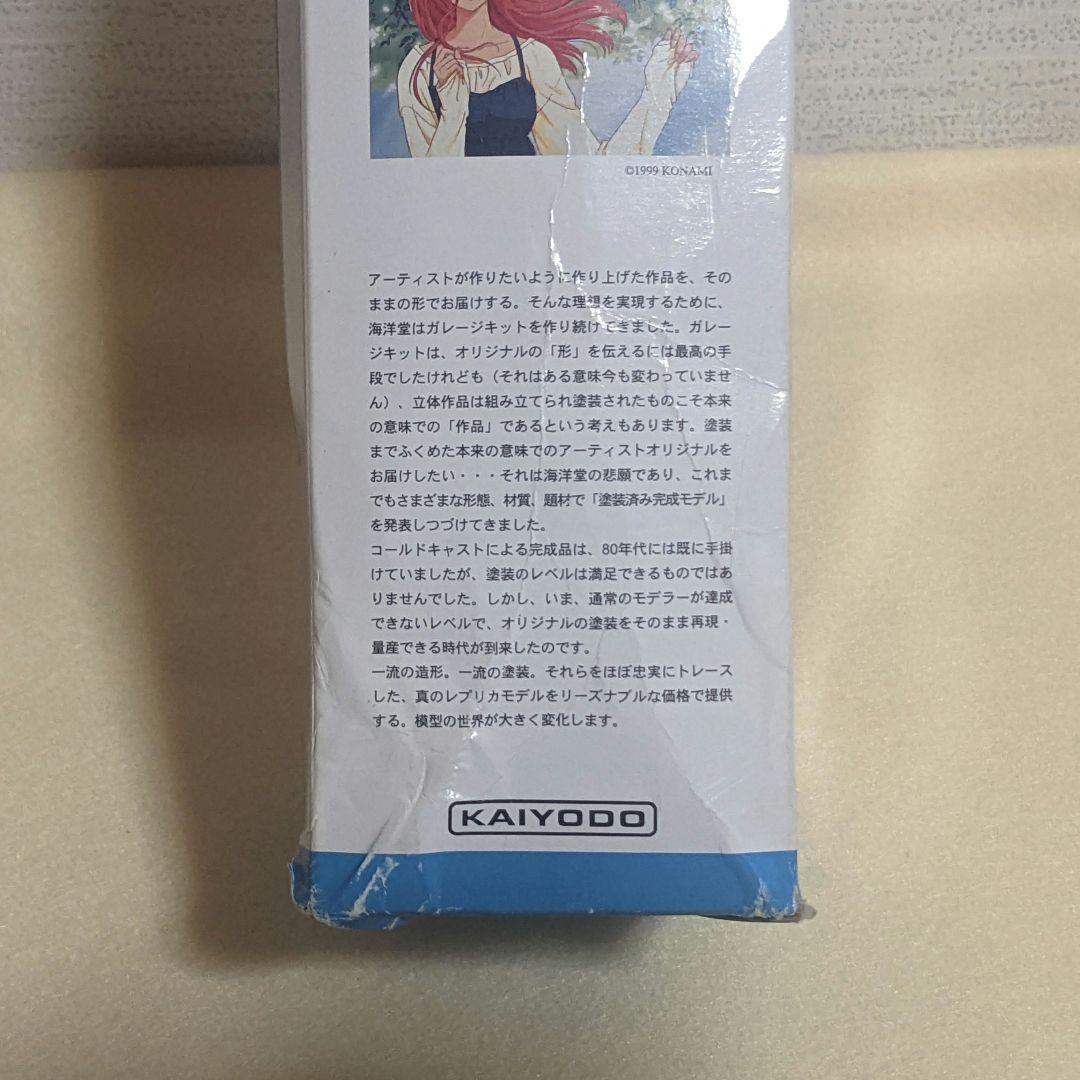 ©1999 KONAMI
アーティストが作りたいように作り上げた作品を、その
ままの形でお届けする。そんな理想を実現するために、
海洋堂はガレージキットを作り続けてきました。ガレー
ジキットは、オリジナルの「形」を伝えるには最高の手
段でしたけれども（それはある意味今も変わっていませ
ん）、立体作品は組み立てられ塗装されたものこそ本来
の意味での「作品」であるという考えもあります。塗装
までふくめた本来の意味でのアーティストオリジナルを
お届けしたい・・・それは海洋堂の悲願であり、これま
でもさまざまな形態、材質、題材で「塗装済み完成モデル」
を発表しつづけてきました。
コールドキャストによる完成品は、80年代には既に手掛
けていましたが、塗装のレベルは満足できるものではあ
りませんでした。しかし、いま、通常のモデラーが達成
できないレベルで、オリジナルの塗装をそのまま再現・
量産できる時代が到来したのです。
一流の造形。一流の塗装。それらをほぼ忠実にトレース
した、真のレプリカモデルをリーズナブルな価格で提供
する。模型の世界が大きく変化します。
KAIYODO